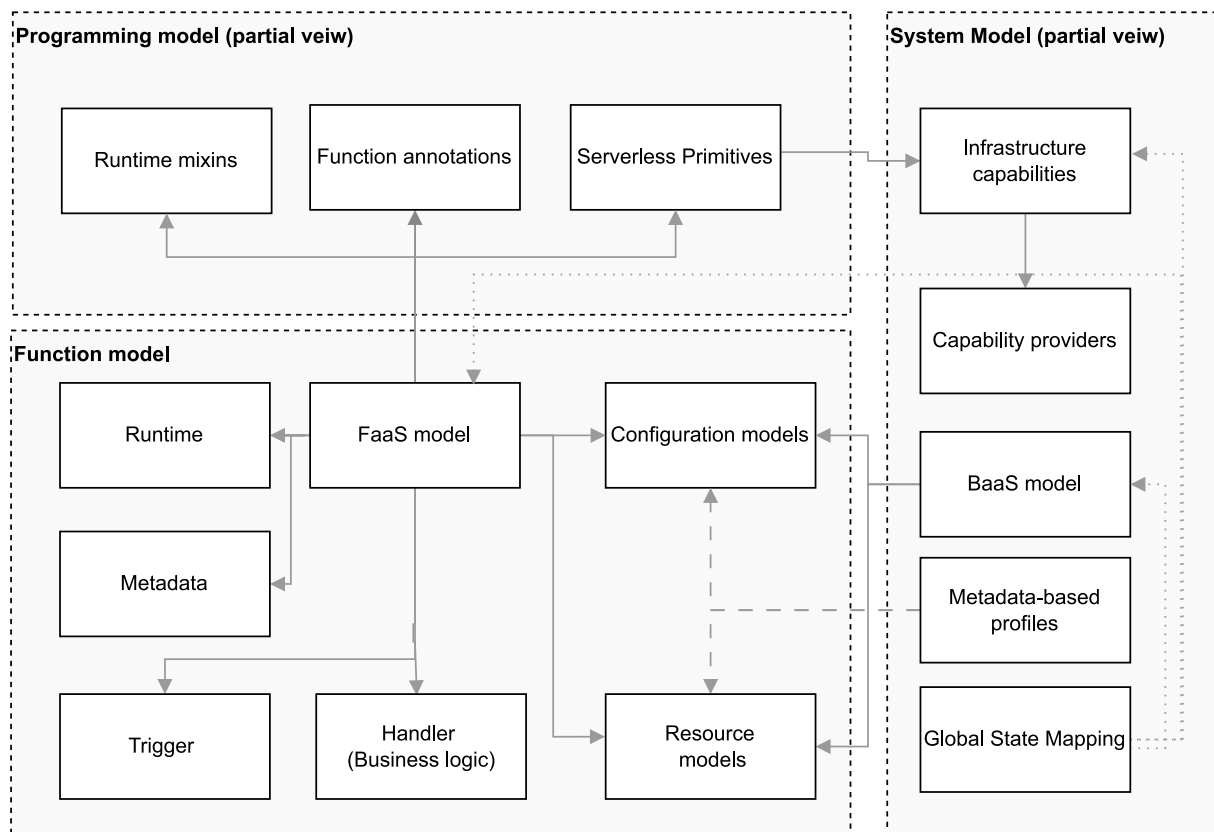 Programming model (partial veiw)
Runtime mixins
Function annotations
Serverless Primitives
Function model
Runtime
FaaS model
Configuration models
Metadata
Trigger
Handler
(Business logic)
Resource
models
System Model (partial veiw)
Infrastructure
capabilities
Capability providers
BaaS model
Metadata-based
profiles
Global State Mapping